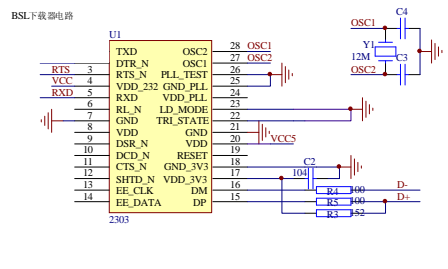 BSL下载器电路
U1
TXD OSC2 28 OSC1
DTR_N OSC1 27 OSC2
RTS 3 RTS_N PLL_TEST 26
VCC 4 VDD_232 GND_PLL 25
RXD 5 RXD VDD_PLL 24
6 RL_N LD_MODE 23
7 GND TRI_STATE 22
8 VDD GND 21
9 DSR_N VDD 20 VCC5
10 DCD_N RESET 19
11 CTS_N GND_3V3 18
12 SHTD_N VDD_3V3 17
13 EE_CLK DM 16
14 EE_DATA DP 15
2303
C2
104
R4 100 D-
R5 100 D+
R3 152
OSC1 C4
Y1
12M
OSC2 C3